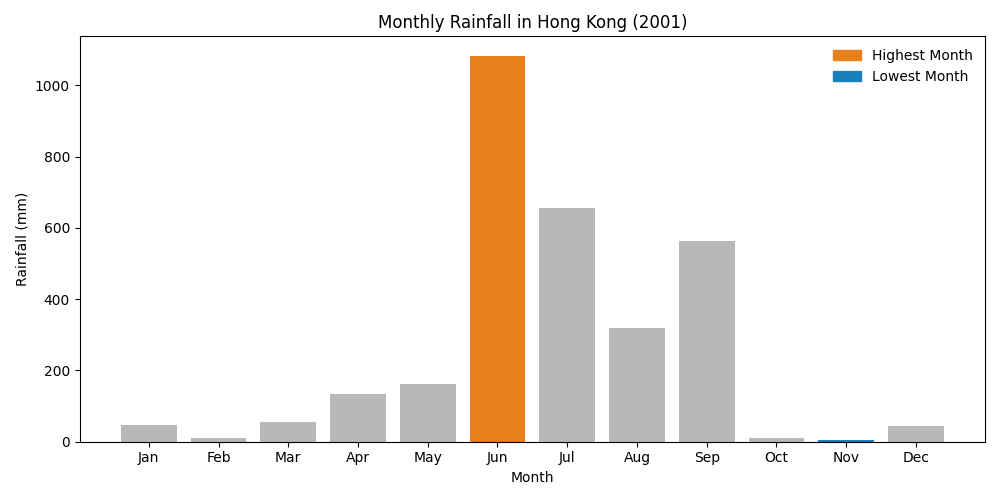 Monthly Rainfall in Hong Kong (2001)
Highest Month
Lowest Month
Rainfall (mm)
1000
800
600
400
200
0
Jan Feb Mar Apr May Jun Jul Aug Sep Oct Nov Dec
Month